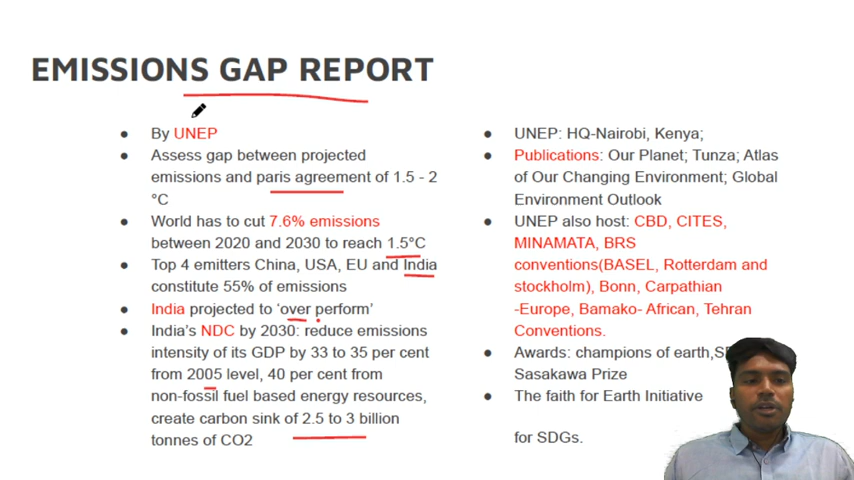 EMISSIONS GAP REPORT
● By UNEP
● Assess gap between projected
emissions and paris agreement of 1.5 - 2
°C
● World has to cut 7.6% emissions
between 2020 and 2030 to reach 1.5°C
● Top 4 emitters China, USA, EU and India
constitute 55% of emissions
● India projected to ‘over perform’
● India’s NDC by 2030: reduce emissions
intensity of its GDP by 33 to 35 per cent
from 2005 level, 40 per cent from
non-fossil fuel based energy resources,
create carbon sink of 2.5 to 3 billion
tonnes of CO2
● UNEP: HQ-Nairobi, Kenya;
● Publications: Our Planet; Tunza; Atlas
of Our Changing Environment; Global
Environment Outlook
● UNEP also host: CBD, CITES,
MINAMATA, BRS
conventions(BASEL, Rotterdam and
stockholm), Bonn, Carpathian
-Europe, Bamako- African, Tehran
Conventions.
● Awards: champions of earth,
Sasakawa Prize
● The faith for Earth Initiative
for SDGs.